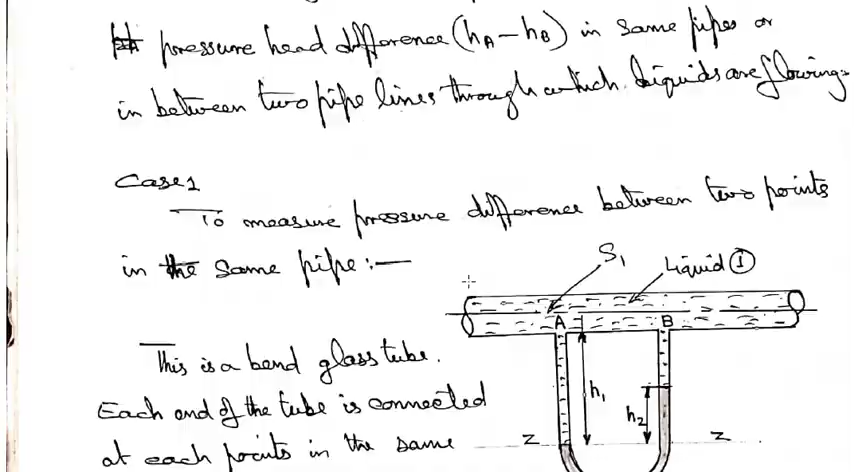 pressure head difference (hA – hB) in same pipes or
in between two pipe lines through which liquids are flowing:-
Case 1
To measure pressure difference between two points
in the same pipe :—
S1
Liquid ①
A
B
This is a bend glass tube.
h1
Each end of the tube is connected
h2
at each points in the same
Z
Z